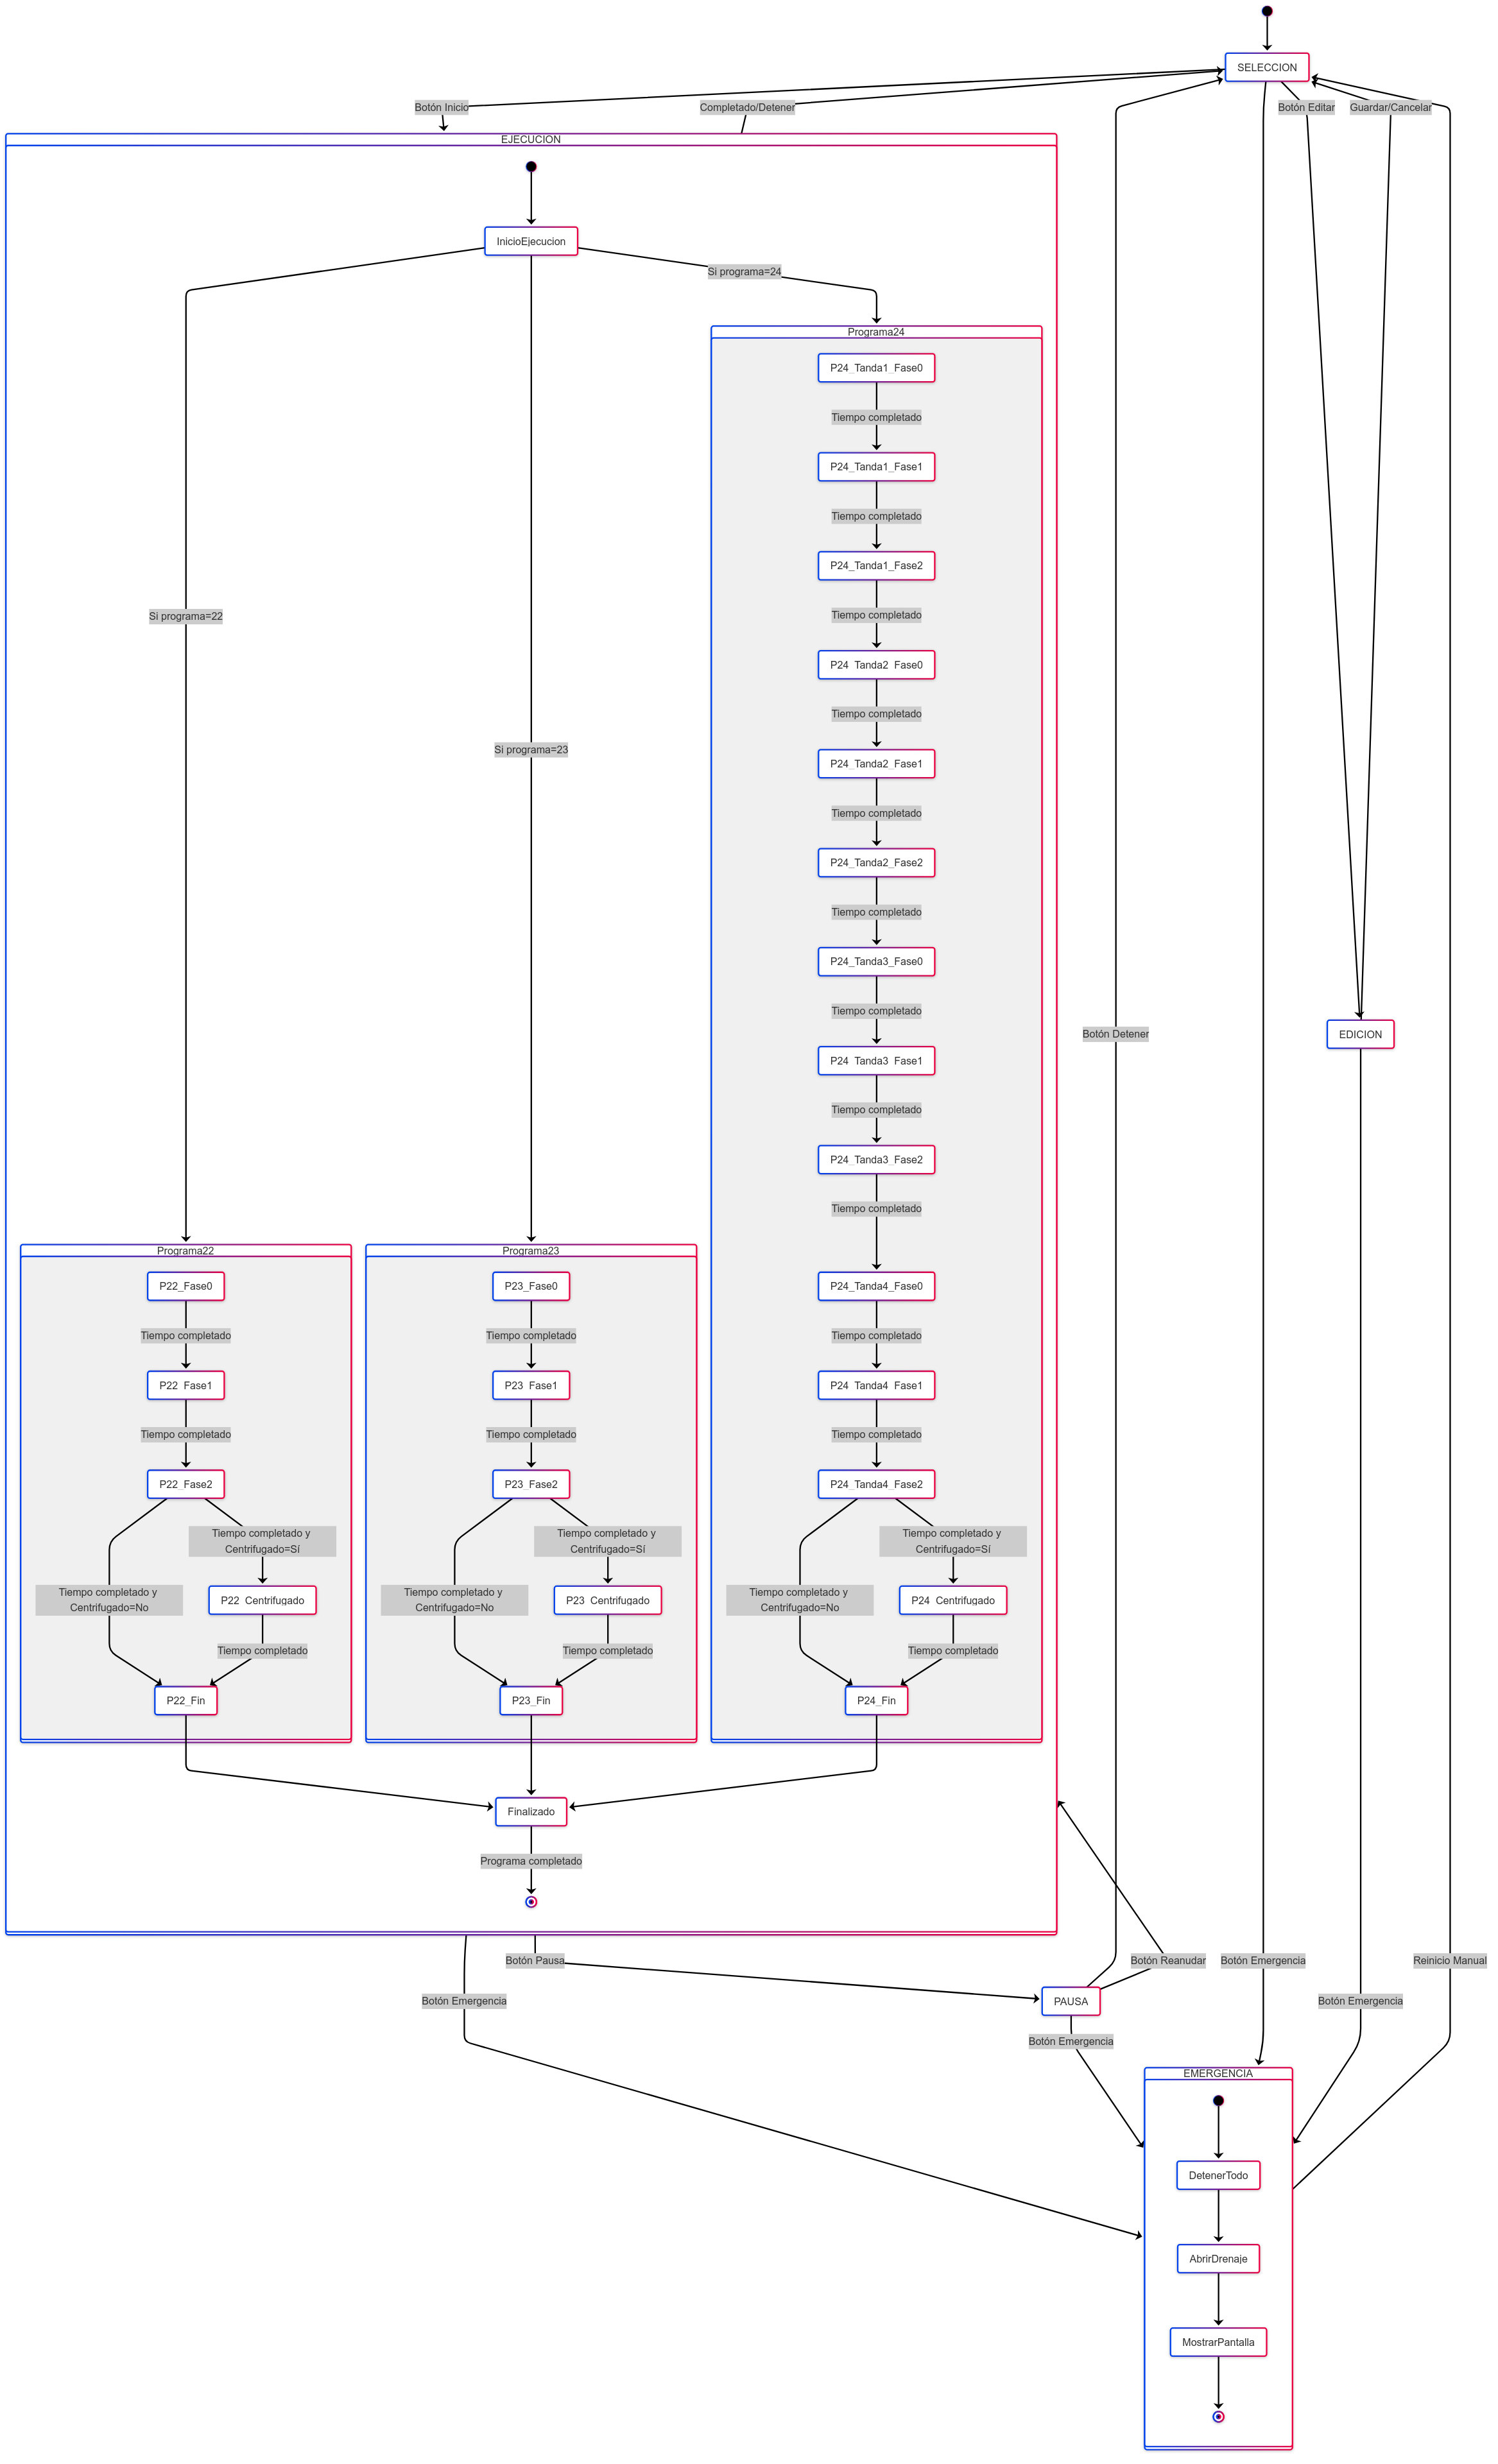 SELECCION
Botón Inicio
Completado/Detener
Botón Editar
Guardar/Cancelar
EJECUCION
InicioEjecucion
Si programa=24
Programa24
P24_Tanda1_Fase0
Tiempo completado
P24_Tanda1_Fase1
Tiempo completado
P24_Tanda1_Fase2
Si programa=22
Tiempo completado
P24_Tanda2_Fase0
Tiempo completado
Si programa=23
P24_Tanda2_Fase1
Tiempo completado
P24_Tanda2_Fase2
Tiempo completado
P24_Tanda3_Fase0
Tiempo completado
Botón Detener
EDICION
P24_Tanda3_Fase1
Tiempo completado
P24_Tanda3_Fase2
Tiempo completado
Programa22
Programa23
P22_Fase0
P23_Fase0
P24_Tanda4_Fase0
Tiempo completado
Tiempo completado
Tiempo completado
P22_Fase1
P23_Fase1
P24_Tanda4_Fase1
Tiempo completado
Tiempo completado
Tiempo completado
P22_Fase2
P23_Fase2
P24_Tanda4_Fase2
Tiempo completado y
Centrifugado=Sí
Tiempo completado y
Centrifugado=Sí
Tiempo completado y
Centrifugado=Sí
Tiempo completado y
Centrifugado=No
P22_Centrifugado
Tiempo completado y
Centrifugado=No
P23_Centrifugado
Tiempo completado y
Centrifugado=No
P24_Centrifugado
Tiempo completado
Tiempo completado
Tiempo completado
P22_Fin
P23_Fin
P24_Fin
Finalizado
Programa completado
Botón Pausa
Botón Reanudar
Botón Emergencia
Reinicio Manual
Botón Emergencia
PAUSA
Botón Emergencia
Botón Emergencia
EMERGENCIA
DetenerTodo
AbrirDrenaje
MostrarPantalla